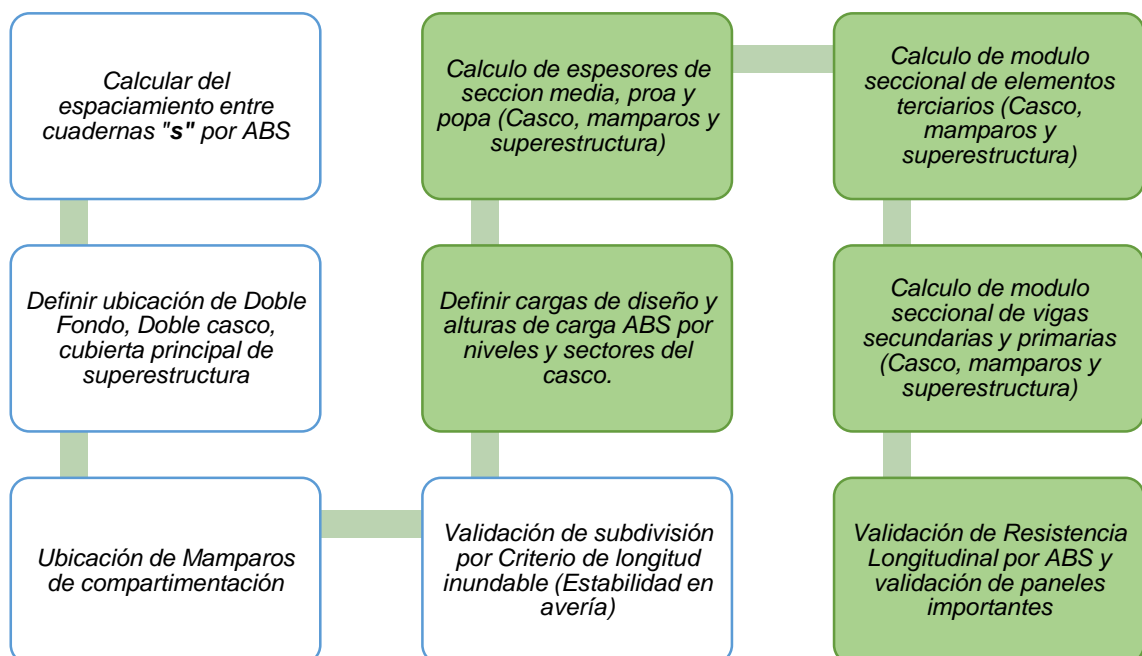 Calcular del
espaciamiento entre
cuadernas "s" por ABS
Definir ubicación de Doble
Fondo, Doble casco,
cubierta principal de
superestructura
Ubicación de Mamparos
de compartimentación
Validación de subdivisión
por Criterio de longitud
inundable (Estabilidad en
avería)
Definir cargas de diseño y
alturas de carga ABS por
niveles y sectores del
casco.
Calculo de espesores de
seccion media, proa y
popa (Casco, mamparos y
superestructura)
Calculo de modulo
seccional de elementos
terciarios (Casco,
mamparos y
superestructura)
Calculo de modulo
seccional de vigas
secundarias y primarias
(Casco, mamparos y
superestructura)
Validación de Resistencia
Longitudinal por ABS y
validación de paneles
importantes